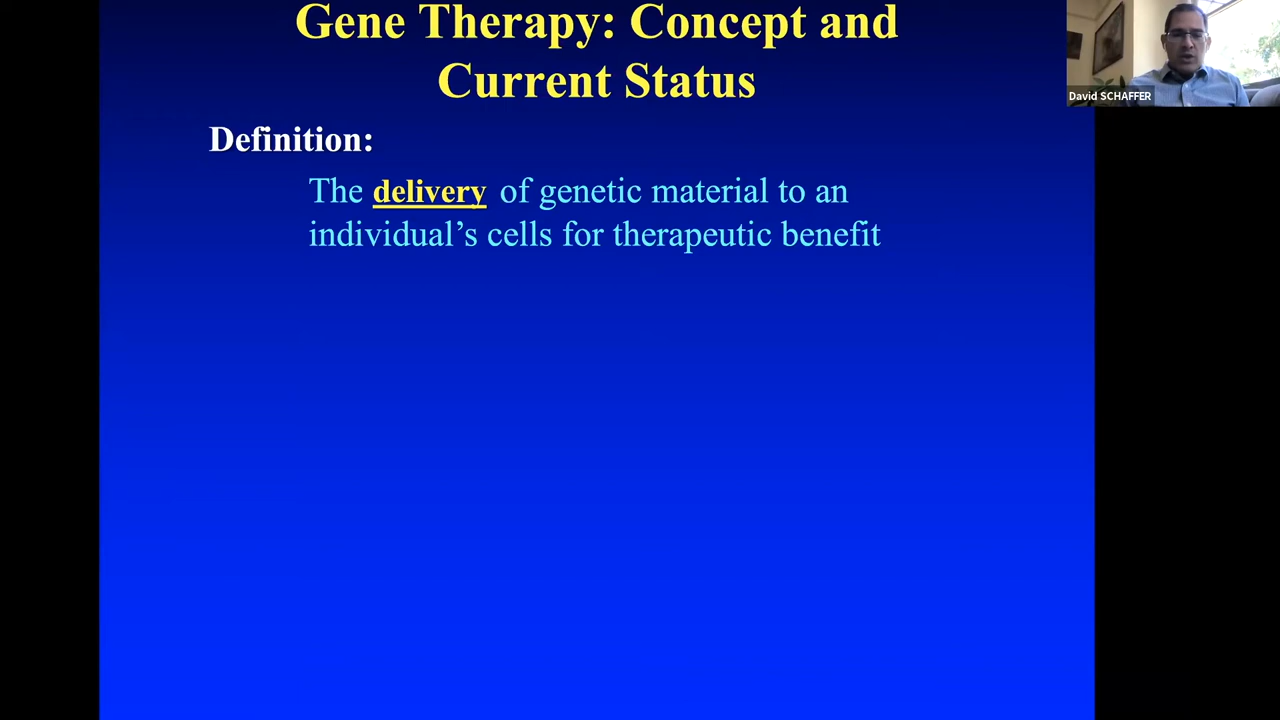 Gene Therapy: Concept and
Current Status
David SCHAFFER
Definition:
The delivery of genetic material to an
individual’s cells for therapeutic benefit